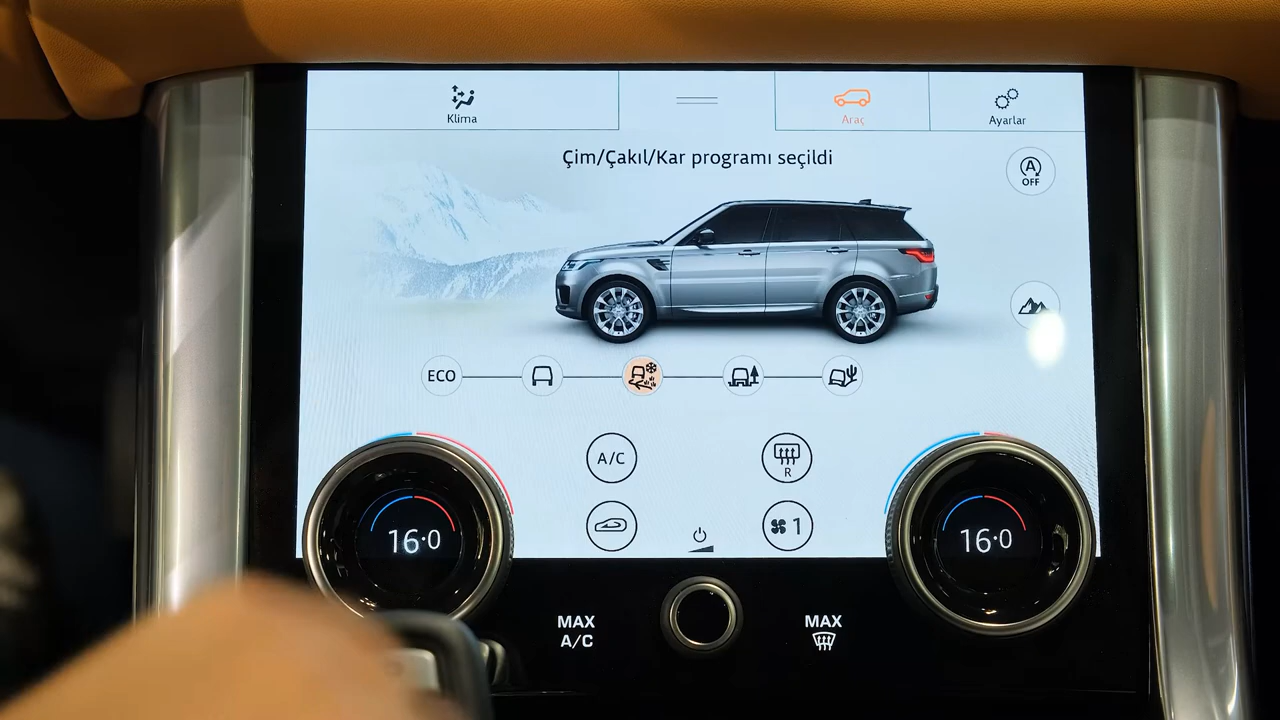 Klima
Araç
Ayarlar
Çim/Çakıl/Kar programı seçildi
A
OFF
ECO
A/C
R
1
16.0
16.0
MAX
A/C
MAX